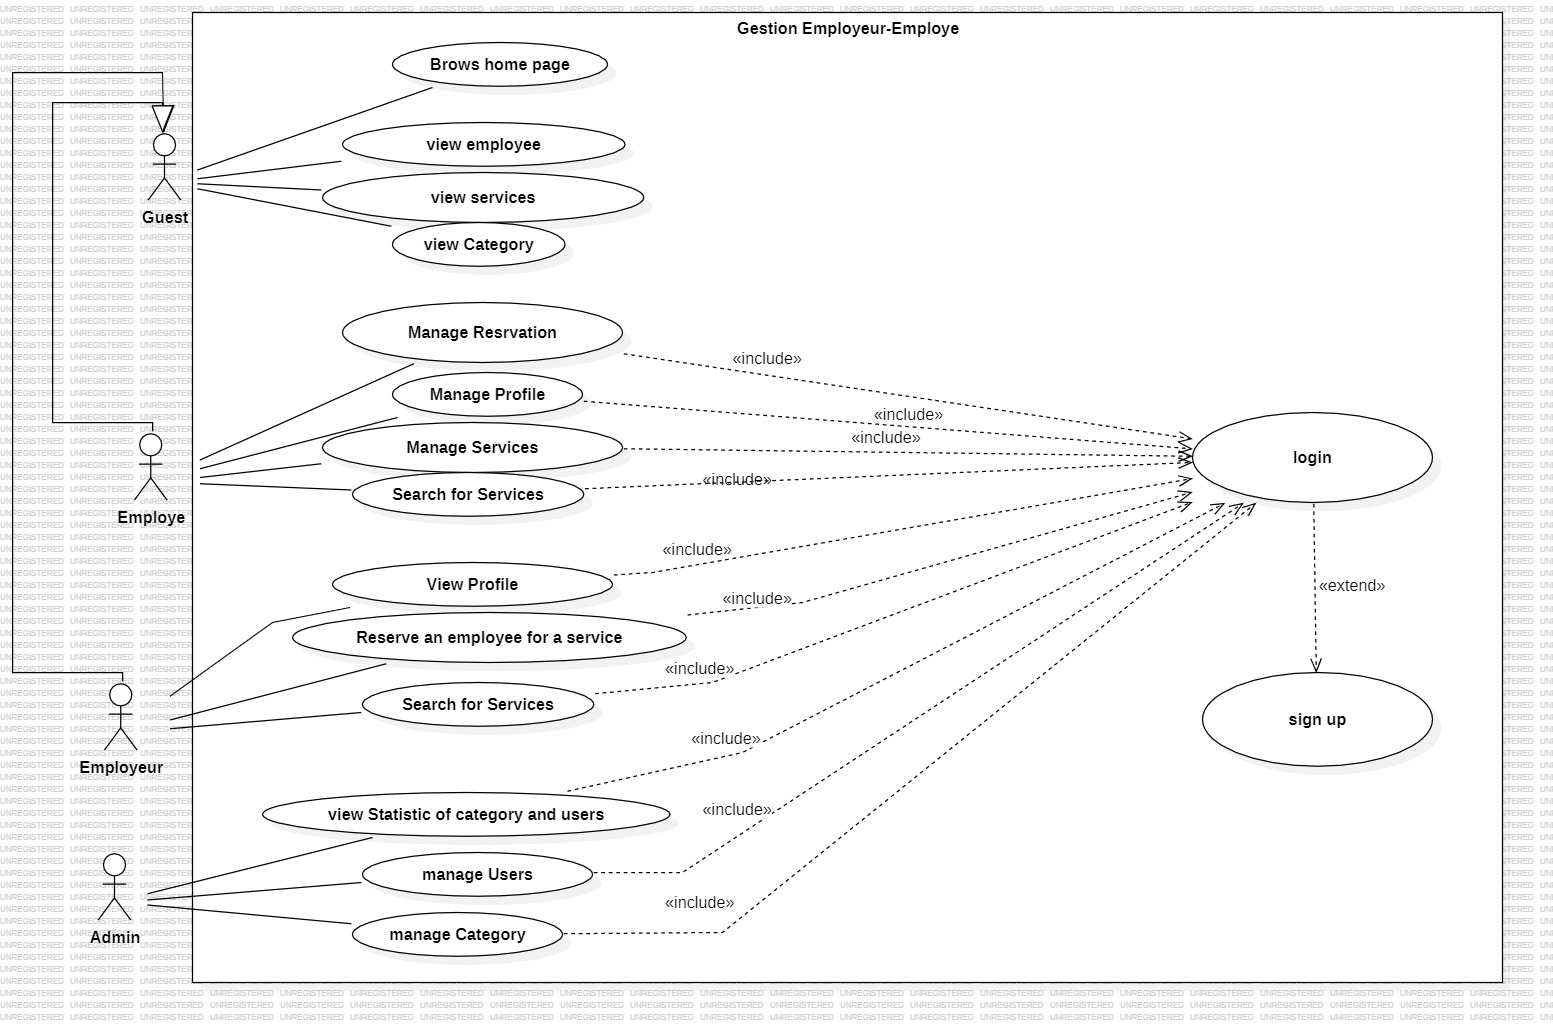 Gestion Employeur-Employe
Brows home page
view employee
view services
Guest
view Category
Manage Resrvation
«include»
Manage Profile
«include»
«include»
Manage Services
login
Search for Services
«include»
Employe
«include»
View Profile
«extend»
«include»
Reserve an employee for a service
«include»
Search for Services
sign up
«include»
Employeur
«include»
view Statistic of category and users
manage Users
«include»
manage Category
Admin
UNREGISTERED